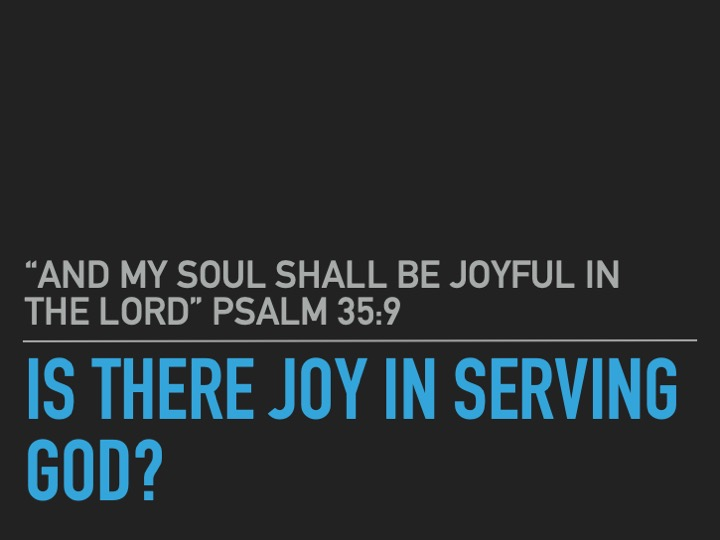 “AND MY SOUL SHALL BE JOYFUL IN
THE LORD” PSALM 35:9
IS THERE JOY IN SERVING
GOD?